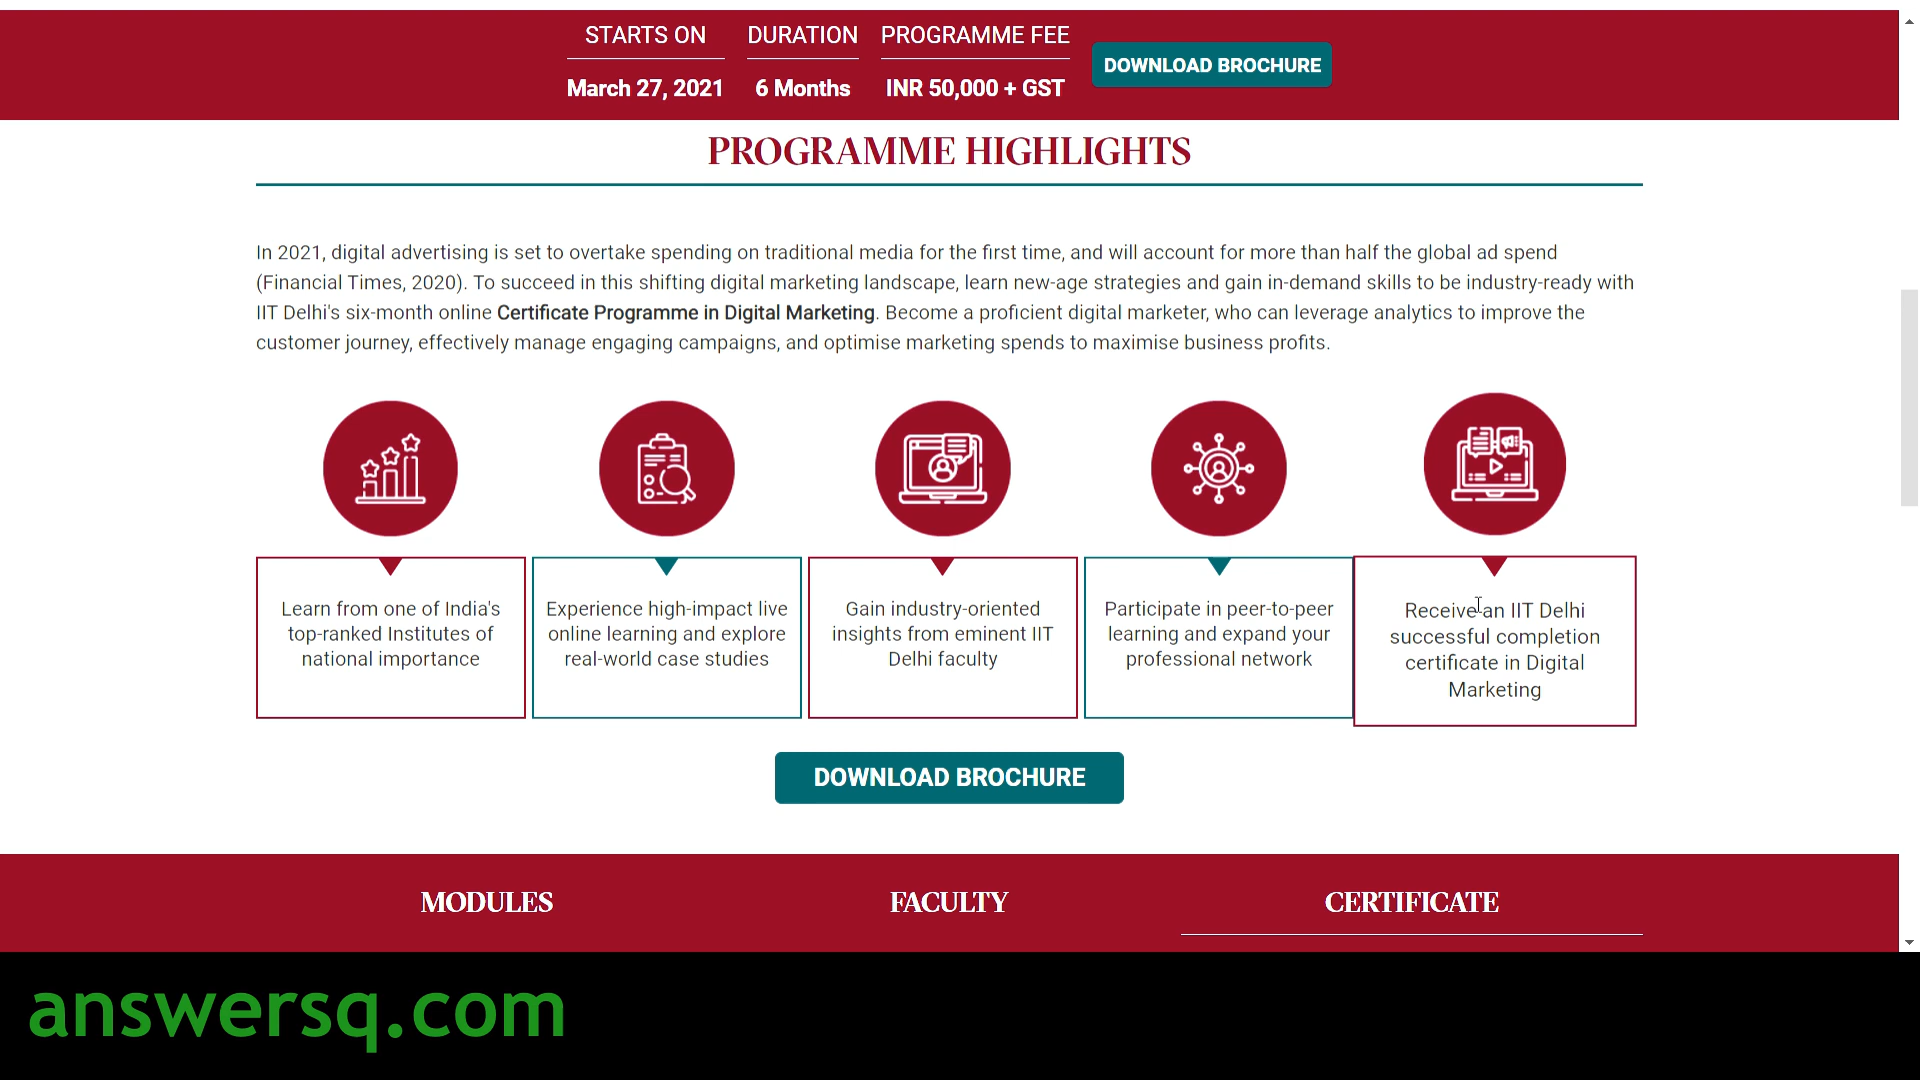 STARTS ON
March 27, 2021
DURATION
6 Months
PROGRAMME FEE
INR 50,000 + GST
DOWNLOAD BROCHURE
PROGRAMME HIGHLIGHTS
In 2021, digital advertising is set to overtake spending on traditional media for the first time, and will account for more than half the global ad spend
(Financial Times, 2020). To succeed in this shifting digital marketing landscape, learn new-age strategies and gain in-demand skills to be industry-ready with
IIT Delhi's six-month online Certificate Programme in Digital Marketing. Become a proficient digital marketer, who can leverage analytics to improve the
customer journey, effectively manage engaging campaigns, and optimise marketing spends to maximise business profits.
Learn from one of India's
top-ranked Institutes of
national importance
Experience high-impact live
online learning and explore
real-world case studies
Gain industry-oriented
insights from eminent IIT
Delhi faculty
Participate in peer-to-peer
learning and expand your
professional network
Receive an IIT Delhi
successful completion
certificate in Digital
Marketing
DOWNLOAD BROCHURE
MODULES
FACULTY
CERTIFICATE
answersq.com